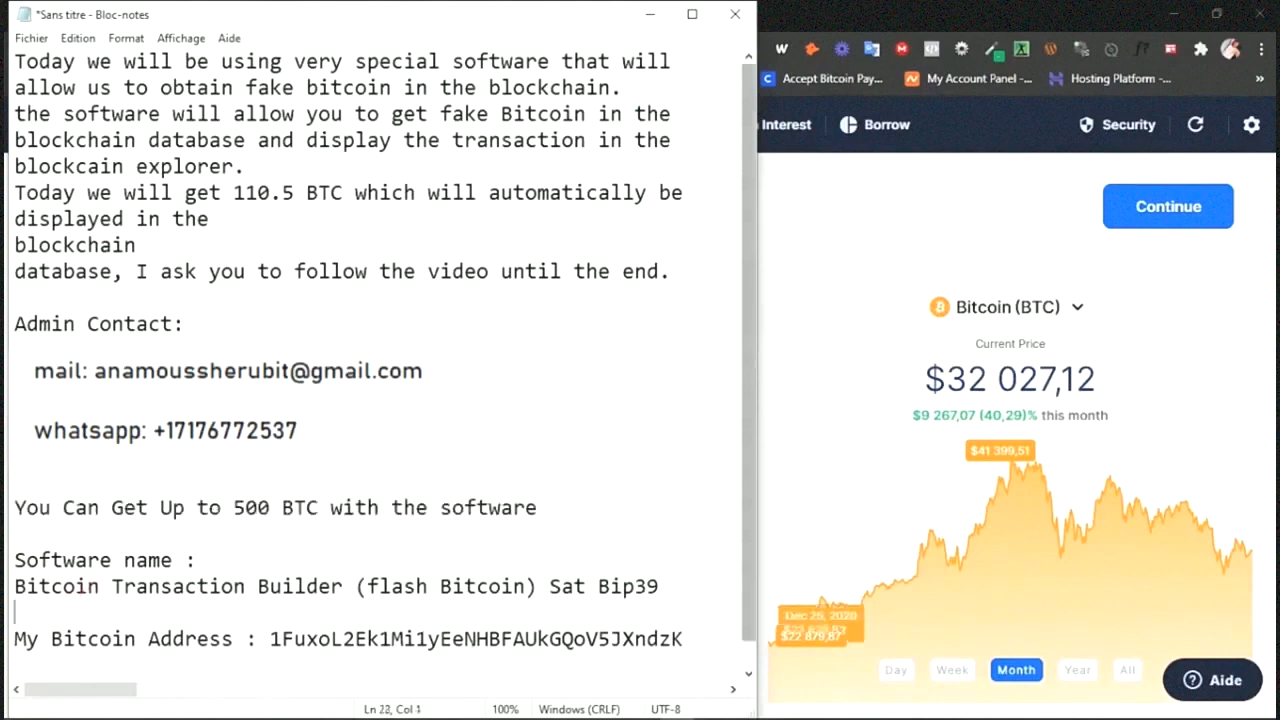 *Sans titre - Bloc-notes
Fichier Edition Format Affichage Aide
Today we will be using very special software that will
allow us to obtain fake bitcoin in the blockchain.
the software will allow you to get fake Bitcoin in the
blockchain database and display the transaction in the
blockcain explorer.
Today we will get 110.5 BTC which will automatically be
displayed in the
blockchain
database, I ask you to follow the video until the end.
Admin Contact:
mail: anamoussherubit@gmail.com
whatsapp: +17176772537
You Can Get Up to 500 BTC with the software
Software name :
Bitcoin Transaction Builder (flash Bitcoin) Sat Bip39
My Bitcoin Address : 1FuxoL2Ek1Mi1yEeNHBFAUkGQoV5JXndzK
Ln 22, Col 1 100% Windows (CRLF) UTF-8
Accept Bitcoin Pay... My Account Panel -... Hosting Platform -... »
Interest Borrow Security
Continue
Bitcoin (BTC)
Current Price
$32 027,12
$9 267,07 (40,29)% this month
$41 399,51
Dec 25, 2020
$22 879,87
Day Week Month Year All
Aide